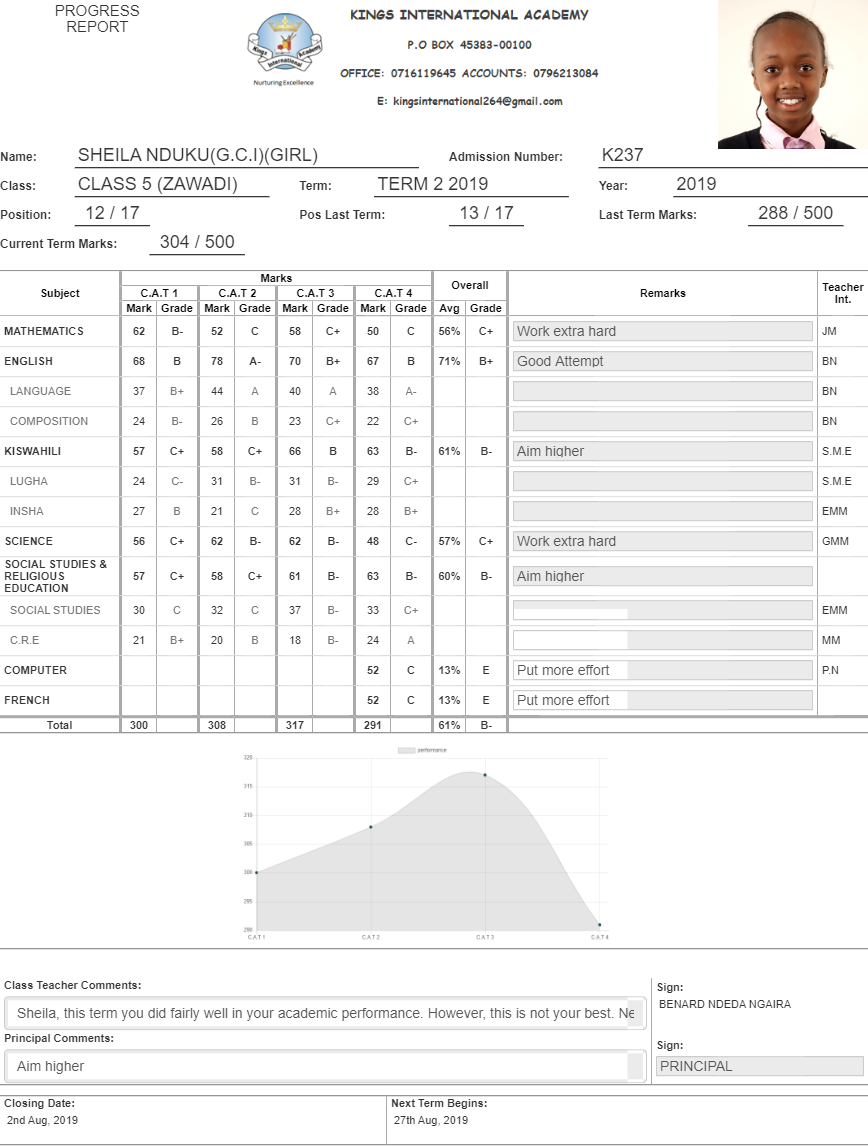 PROGRESS
REPORT
KINGS INTERNATIONAL ACADEMY
P.O BOX 45383-00100
OFFICE: 0716119645 ACCOUNTS: 0796213084
E: kingsinternational264@gmail.com
Kings International Academy
Nurturing Excellence
Name: SHEILA NDUKU(G.C.I)(GIRL) Admission Number: K237
Class: CLASS 5 (ZAWADI) Term: TERM 2 2019 Year: 2019
Position: 12 / 17 Pos Last Term: 13 / 17 Last Term Marks: 288 / 500
Current Term Marks: 304 / 500
Subject Marks Overall Remarks Teacher Int.
C.A.T 1 C.A.T 2 C.A.T 3 C.A.T 4
Mark Grade Mark Grade Mark Grade Mark Grade Avg Grade
MATHEMATICS 62 B- 52 C 58 C+ 50 C 56% C+ Work extra hard JM
ENGLISH 68 B 78 A- 70 B+ 67 B 71% B+ Good Attempt BN
LANGUAGE 37 B+ 44 A 40 A 38 A- BN
COMPOSITION 24 B- 26 B 23 C+ 22 C+ BN
KISWAHILI 57 C+ 58 C+ 66 B 63 B- 61% B- Aim higher S.M.E
LUGHA 24 C- 31 B- 31 B- 29 C+ S.M.E
INSHA 27 B 21 C 28 B+ 28 B+ EMM
SCIENCE 56 C+ 62 B- 62 B- 48 C- 57% C+ Work extra hard GMM
SOCIAL STUDIES &
RELIGIOUS
EDUCATION 57 C+ 58 C+ 61 B- 63 B- 60% B- Aim higher
SOCIAL STUDIES 30 C 32 C 37 B- 33 C+ EMM
C.R.E 21 B+ 20 B 18 B- 24 A MM
COMPUTER 52 C 13% E Put more effort P.N
FRENCH 52 C 13% E Put more effort
Total 300 308 317 291 61% B-
performance
320
315
310
305
300
295
290
C.A.T 1 C.A.T 2 C.A.T 3 C.A.T 4
Class Teacher Comments:
Sheila, this term you did fairly well in your academic performance. However, this is not your best. Ne
Sign:
BENARD NDEDA NGAIRA
Principal Comments:
Aim higher
Sign:
PRINCIPAL
Closing Date: Next Term Begins:
2nd Aug, 2019 27th Aug, 2019